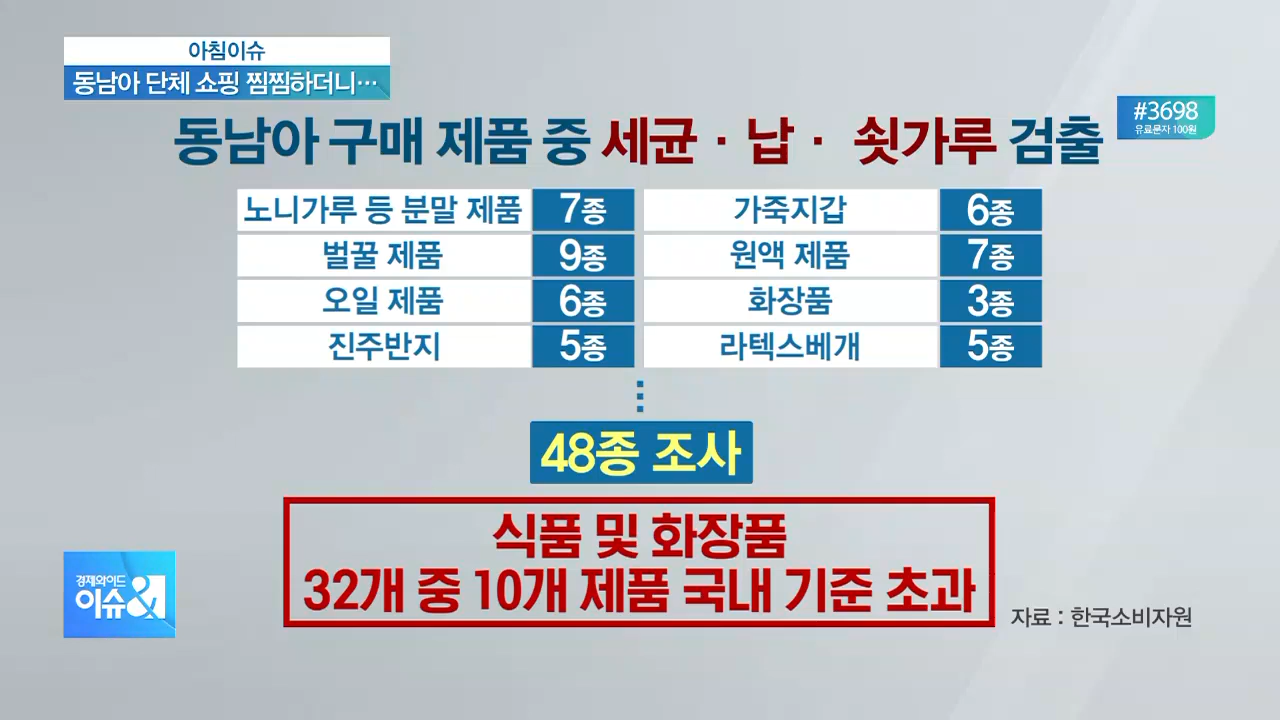 아침이슈
동남아 단체 쇼핑 찜찜하더니…
#3698
유료문자 100원
동남아 구매 제품 중 세균 · 납 · 쇳가루 검출
노니가루 등 분말 제품 7종 가죽지갑 6종
벌꿀 제품 9종 원액 제품 7종
오일 제품 6종 화장품 3종
진주반지 5종 라텍스베개 5종
⋮
48종 조사
식품 및 화장품
32개 중 10개 제품 국내 기준 초과
자료 : 한국소비자원
경제와이드
이슈&